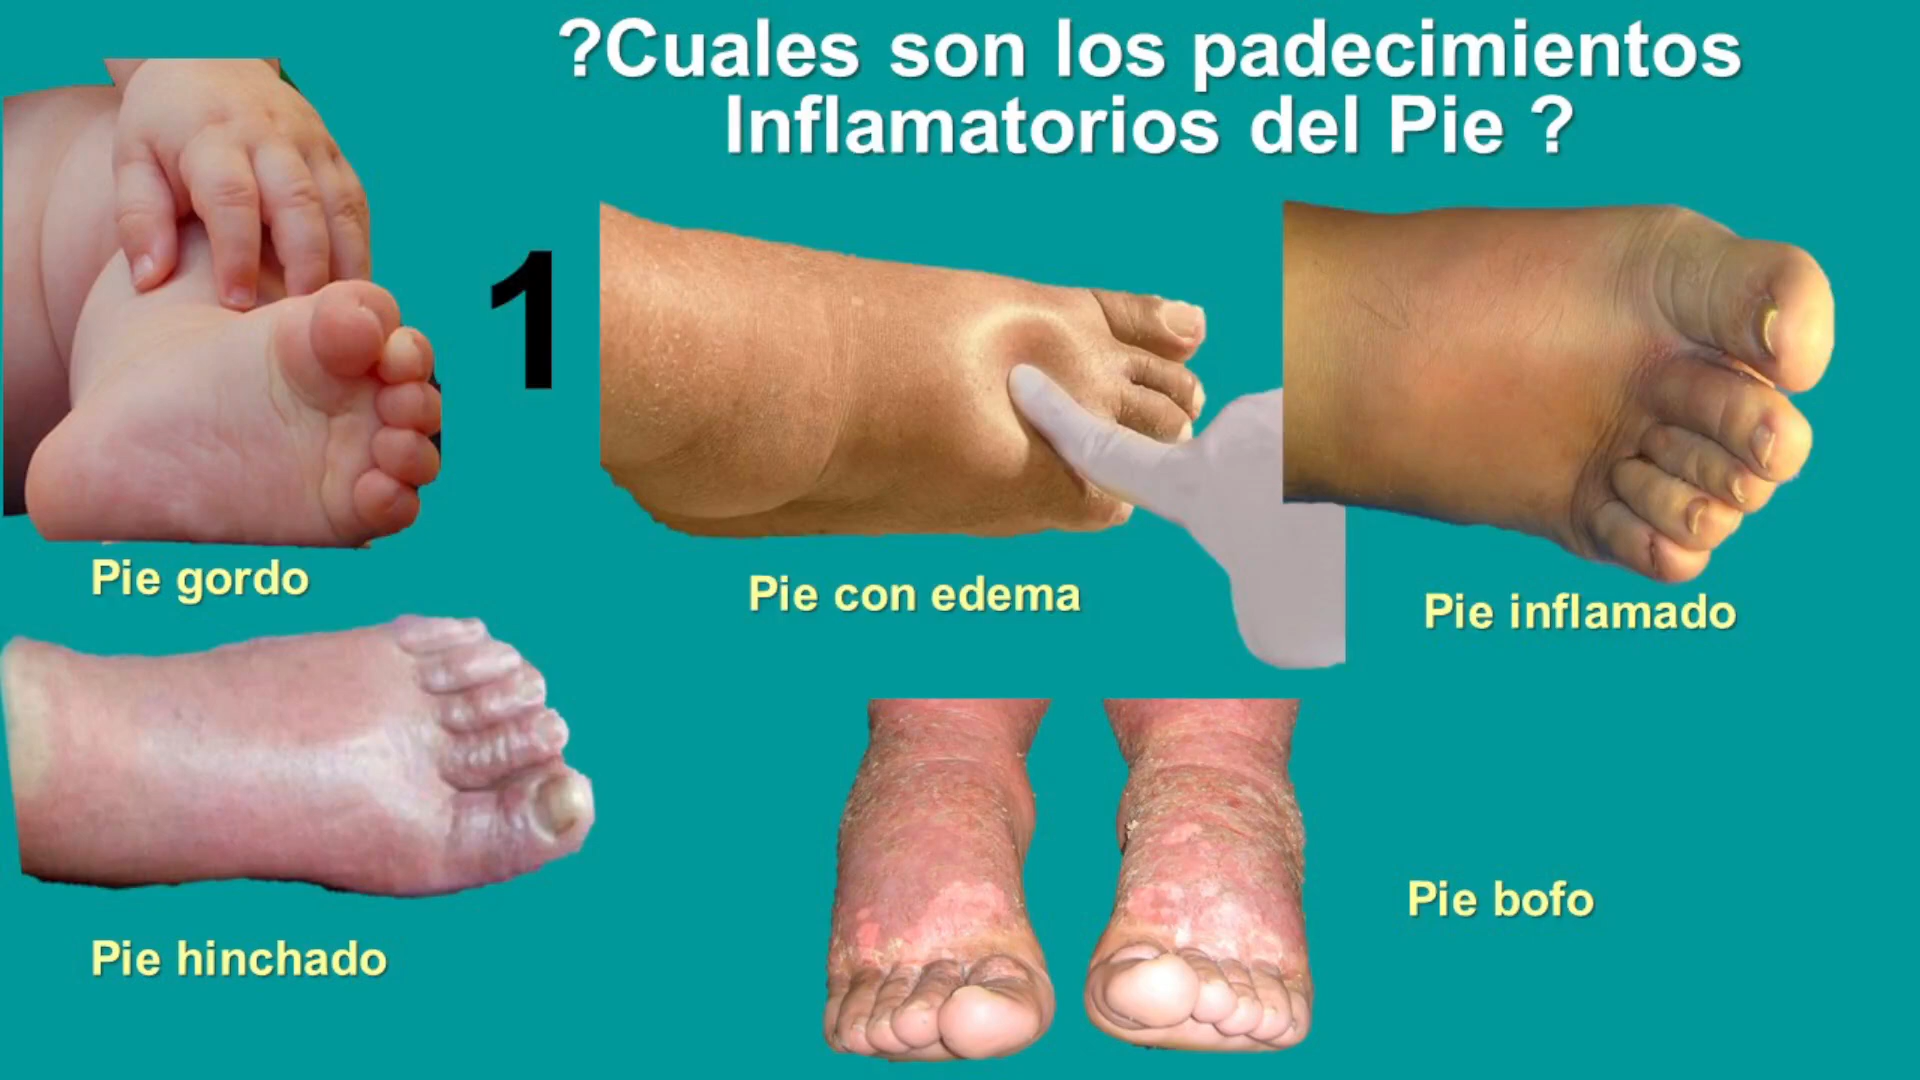 ?Cuales son los padecimientos
Inflamatorios del Pie ?
1
Pie gordo
Pie con edema
Pie inflamado
Pie hinchado
Pie bofo